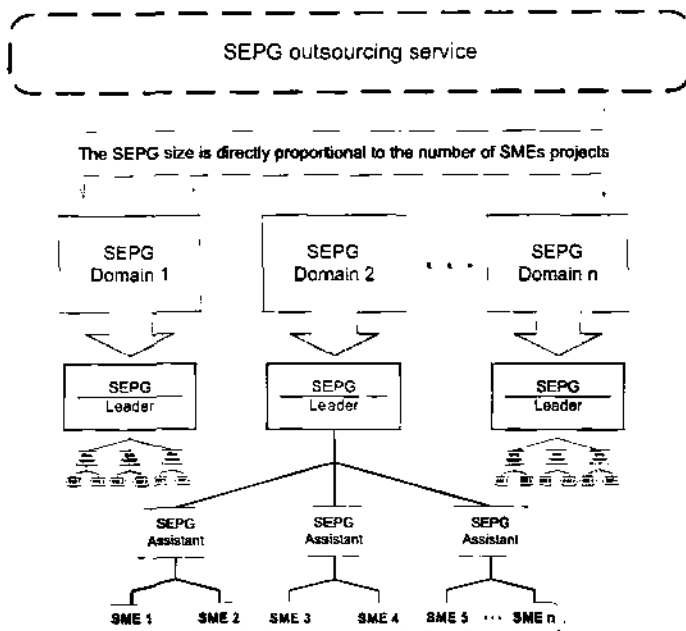 SEPG outsourcing service
The SEPG size is directly proportional to the number of SMEs projects
SEPG
Domain 1
SEPG
Domain 2
• • •
SEPG
Domain n
SEPG
Leader
SEPG
Leader
SEPG
Leader
SEPG
Assistant
SEPG
Assistant
SEPG
Assistant
SME 1
SME 2
SME 3
SME 4
SME 5
...
SME n